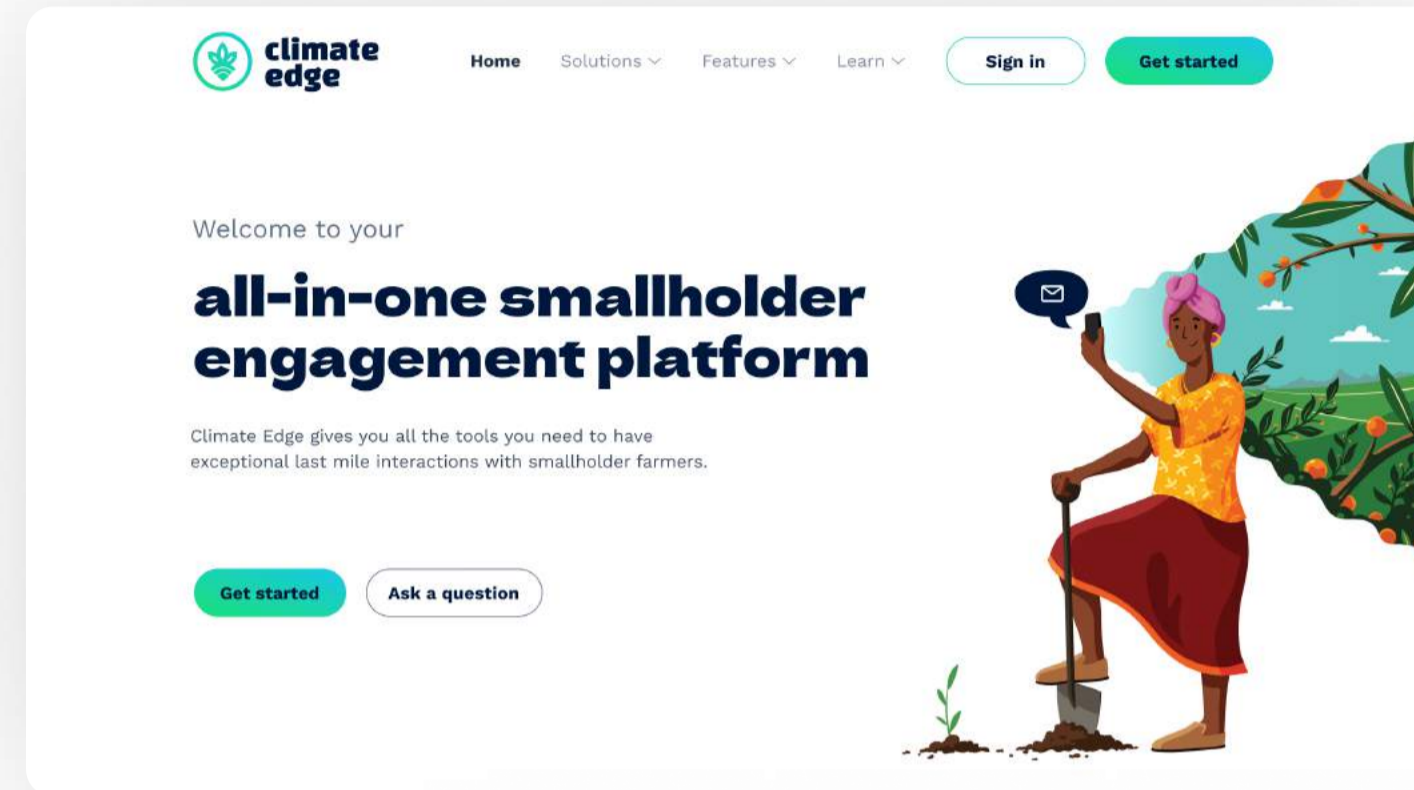 climate
edge
Home
Solutions
Features
Learn
Sign in
Get started
Welcome to your
all-in-one smallholder
engagement platform
Climate Edge gives you all the tools you need to have
exceptional last mile interactions with smallholder farmers.
Get started
Ask a question